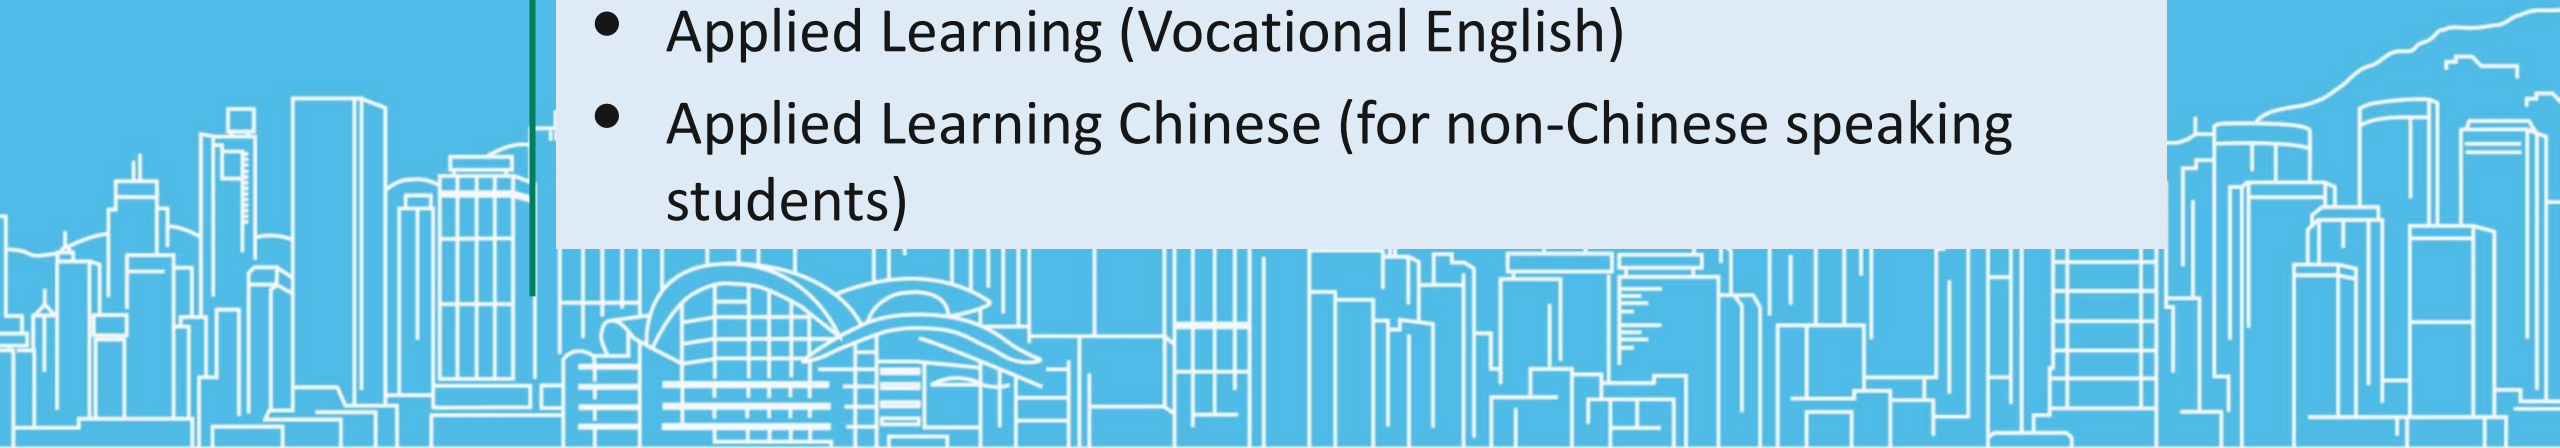 • Applied Learning (Vocational English)
• Applied Learning Chinese (for non-Chinese speaking
students)